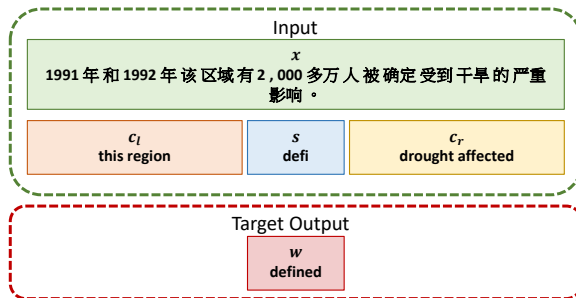 Input
x
1991 年和 1992 年该区域有 2 , 000 多万人被确定受到干旱的严重
影响。
c_l
this region
s
defi
c_r
drought affected
Target Output
w
defined